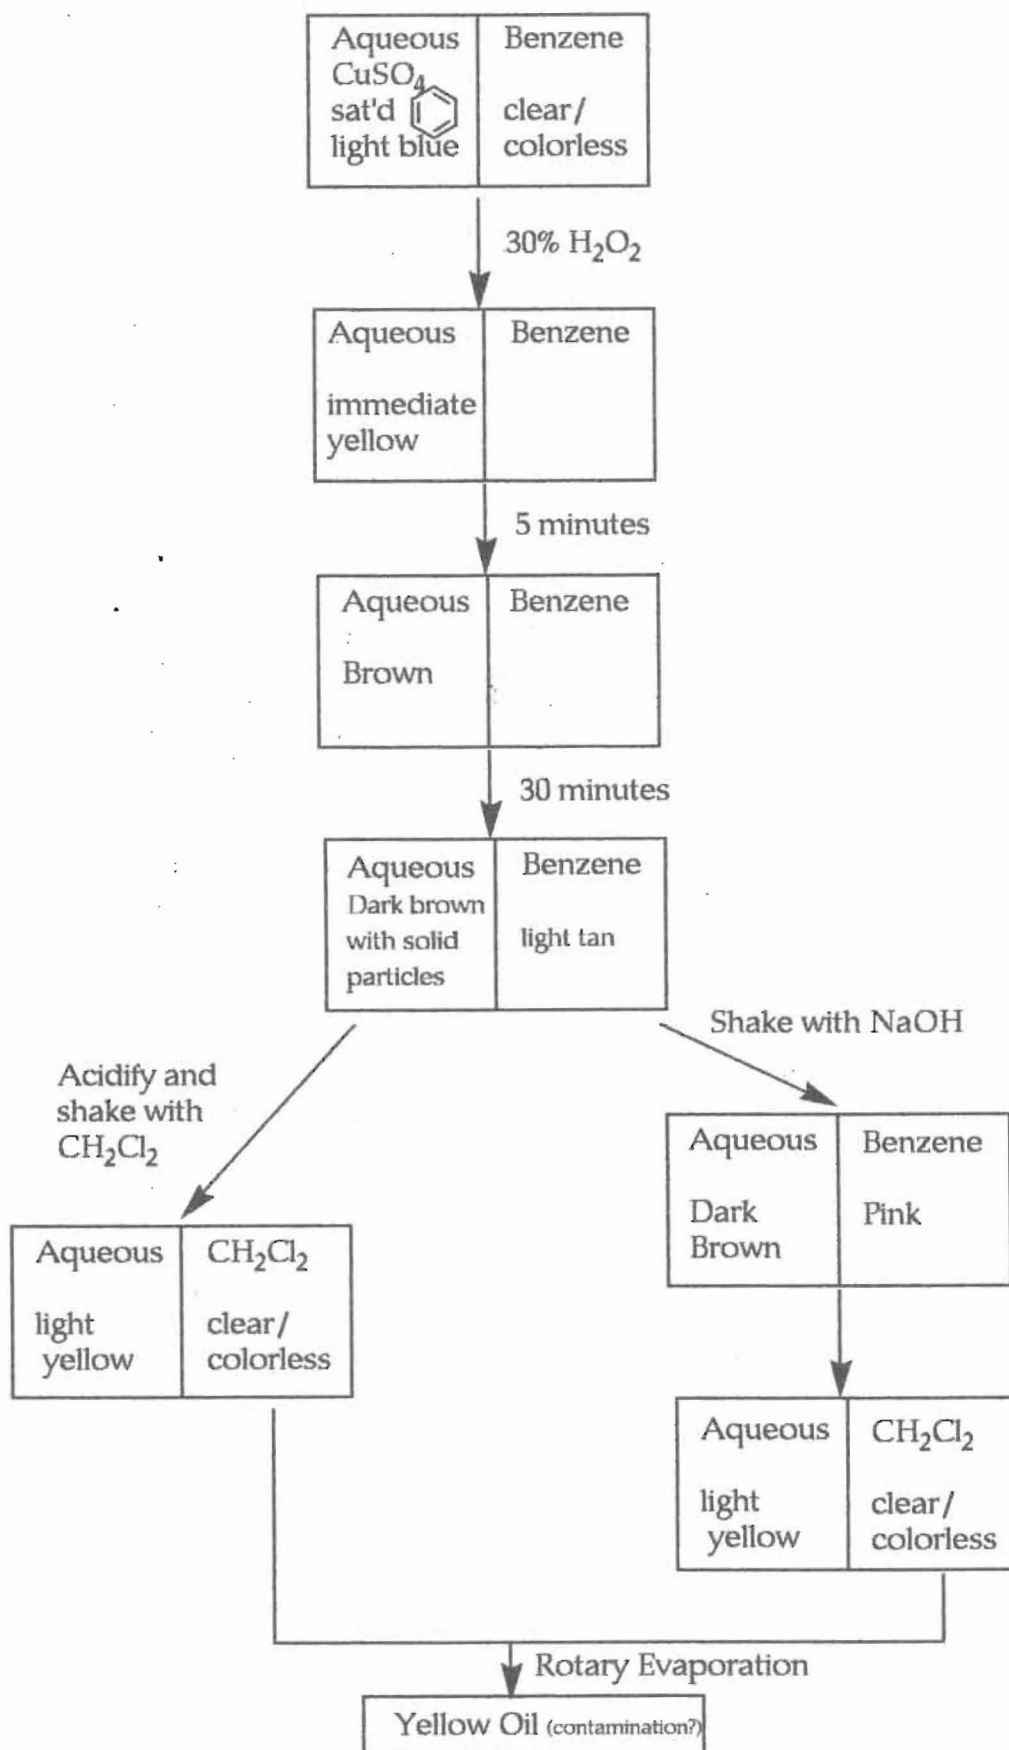 Aqueous
CuSO4
sat'd
light blue
Benzene
clear/
colorless
30% H2O2
Aqueous
immediate
yellow
Benzene
5 minutes
Aqueous
Brown
Benzene
30 minutes
Aqueous
Dark brown
with solid
particles
Benzene
light tan
Acidify and
shake with
CH2Cl2
Shake with NaOH
Aqueous
Dark
Brown
Benzene
Pink
Aqueous
light
yellow
CH2Cl2
clear/
colorless
Aqueous
light
yellow
CH2Cl2
clear/
colorless
Rotary Evaporation
Yellow Oil (contamination?)